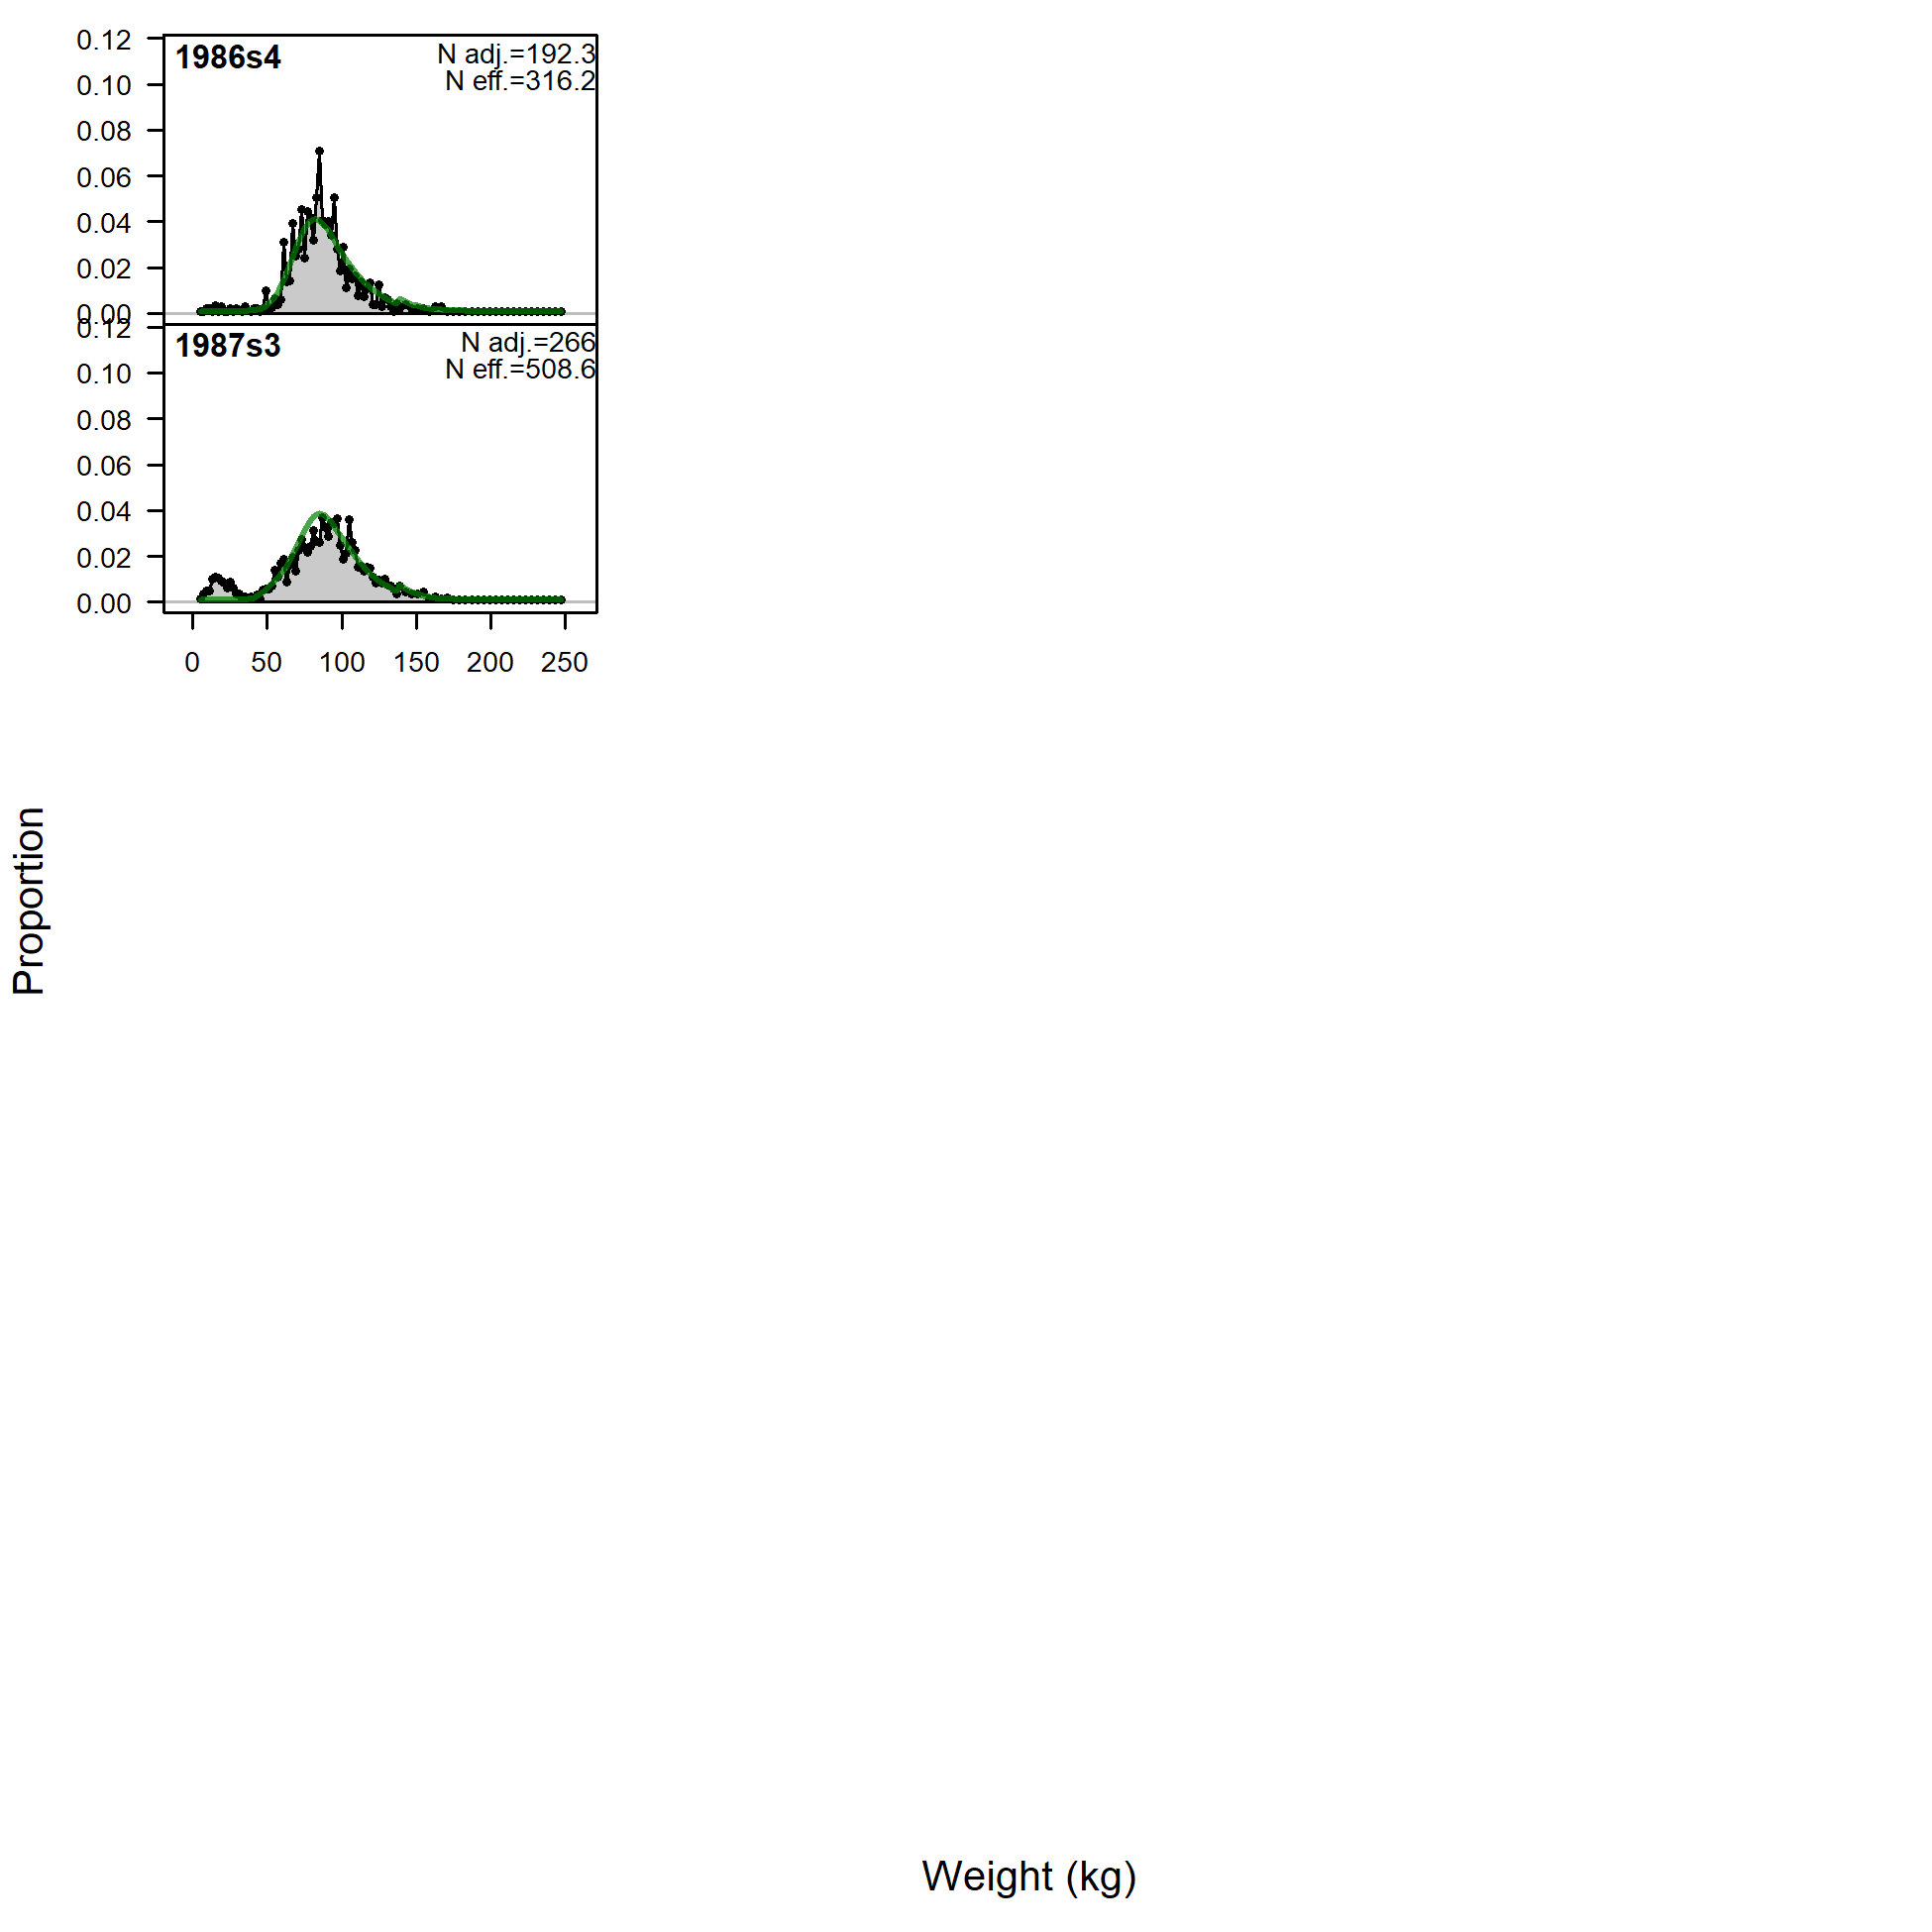 0.12
0.10
0.08
0.06
0.04
0.02
0.00
1986s4
N adj.=192.3
N eff.=316.2
0.12
0.10
0.08
0.06
0.04
0.02
0.00
1987s3
N adj.=266
N eff.=508.6
0 50 100 150 200 250
Proportion
Weight (kg)